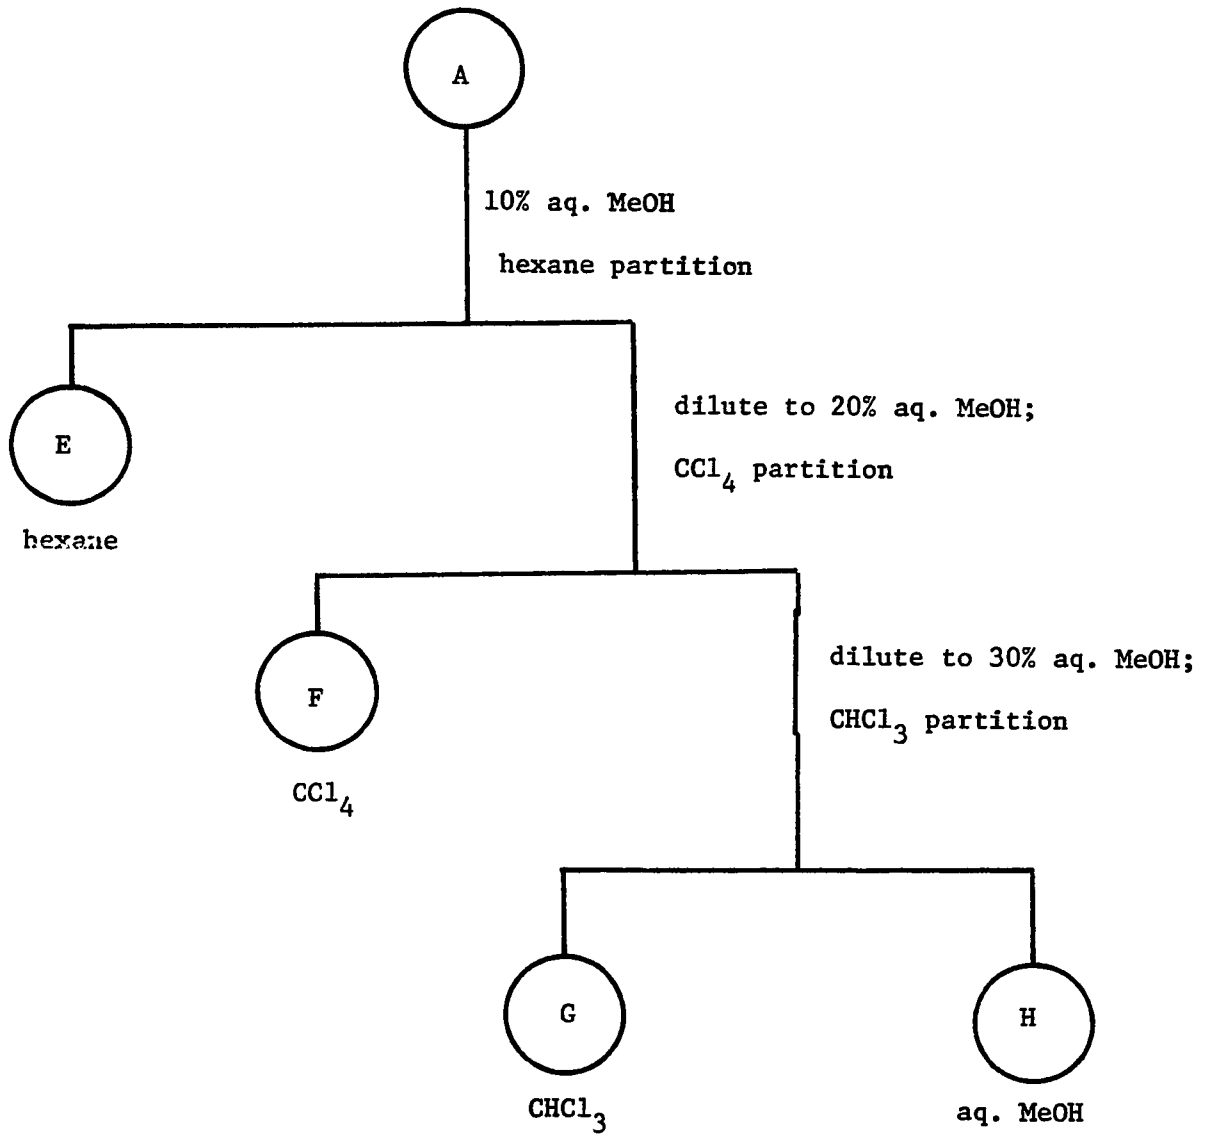 A
10% aq. MeOH
hexane partition
dilute to 20% aq. MeOH;
E
CCl₄ partition
hexane
dilute to 30% aq. MeOH;
F
CHCl₃ partition
CCl₄
G
H
CHCl₃
aq. MeOH